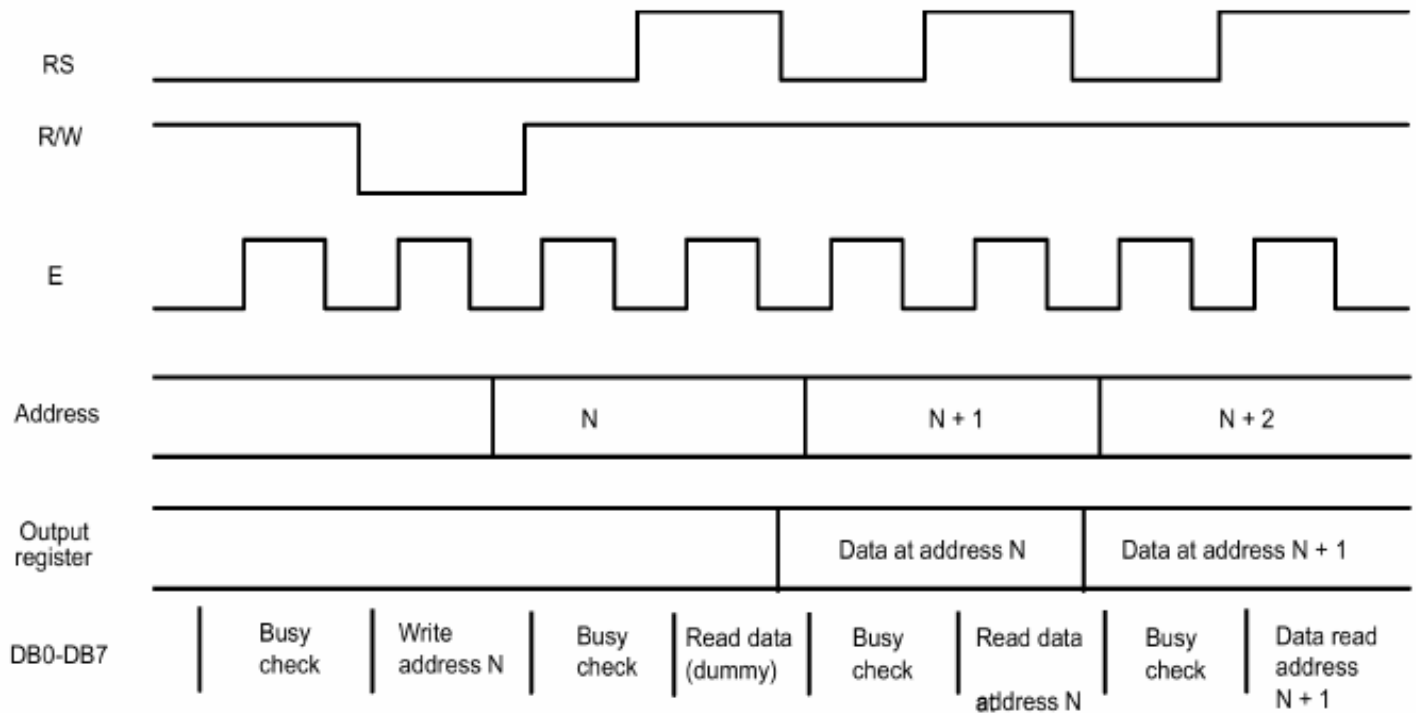 RS
R/W
E
Address
N
N + 1
N + 2
Output
register
Data at address N
Data at address N + 1
DB0-DB7
Busy
check
Write
address N
Busy
check
Read data
(dummy)
Busy
check
Read data
address N
Busy
check
Data read
address
N + 1